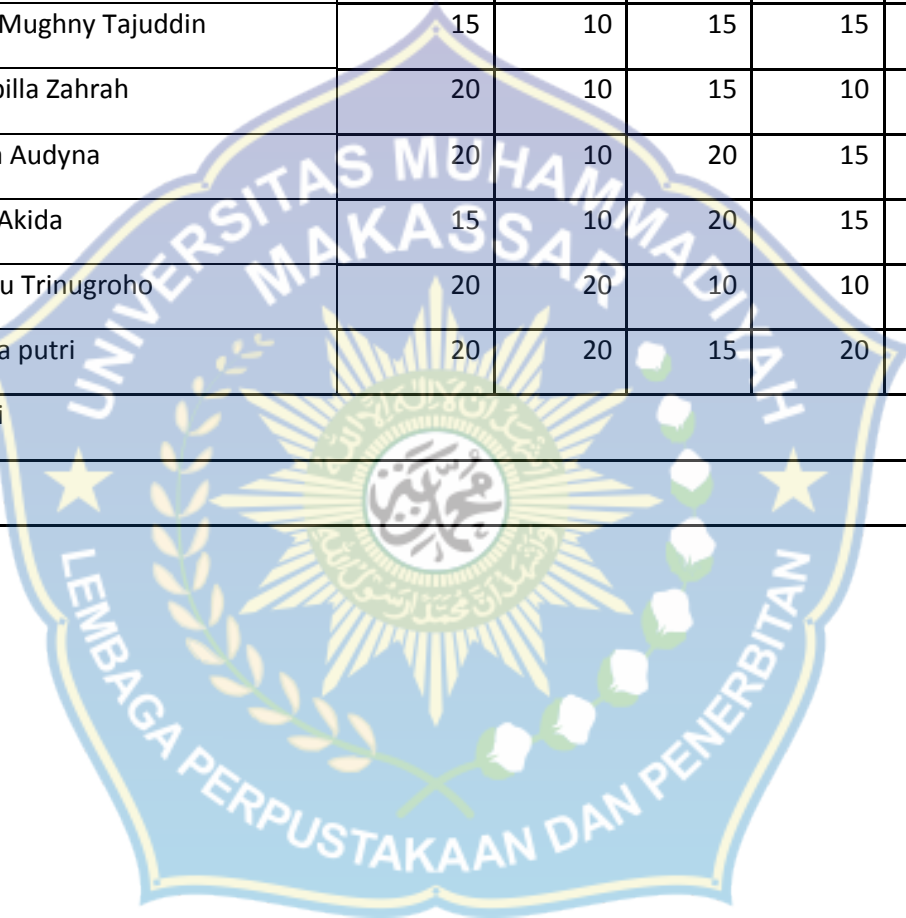 Mughny Tajuddin 15 10 15 15
billa Zahrah 20 10 15 10
Audyna 20 10 20 15
Akida 15 10 20 15
u Trinugroho 20 20 10 10
a putri 20 20 15 20
i
UNIVERSITAS MUHAMMADIYAH
MAKASSAR
LEMBAGA PERPUSTAKAAN DAN PENERBITAN